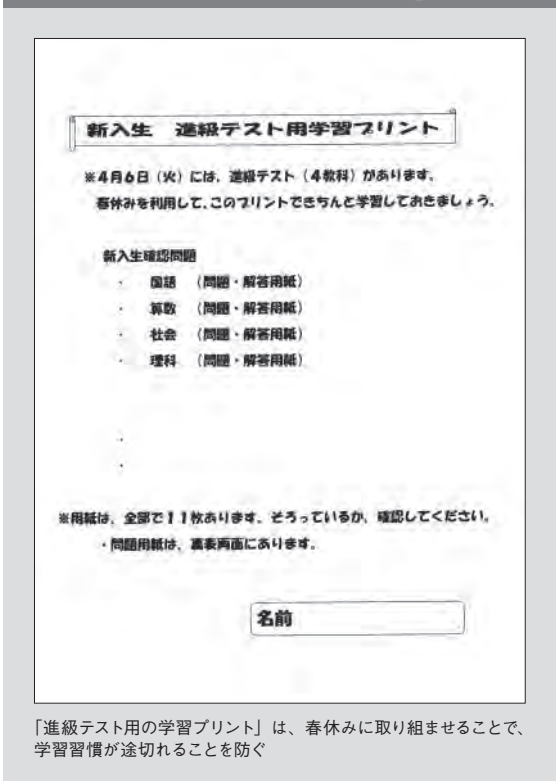 新入生　進級テスト用学習プリント
※4月6日（火）には、進級テスト（4教科）があります。
春休みを利用して、このプリントできちんと学習しておきましょう。
新入生確認問題
・　国語　（問題・解答用紙）
・　算数　（問題・解答用紙）
・　社会　（問題・解答用紙）
・　理科　（問題・解答用紙）
・
・
※用紙は、全部で11枚あります。そろっているか、確認してください。
・問題用紙は、裏表両面にあります。
名前
「進級テスト用の学習プリント」は、春休みに取り組ませることで、
学習習慣が途切れることを防ぐ